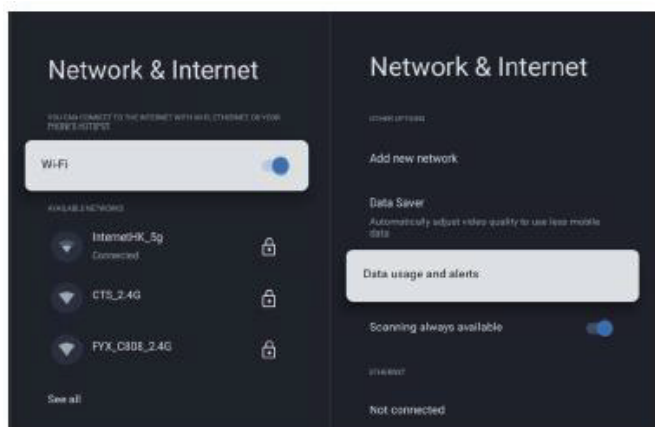 Network & Internet
YOU CAN CONNECT TO THE INTERNET WITH WI-FI, ETHERNET, OR YOUR
PHONE'S HOTSPOT
Wi-Fi
AVAILABLE NETWORKS
InternetHK_5g
Connected
CTS_2.4G
FYX_C808_2.4G
See all
Network & Internet
OTHER OPTIONS
Add new network
Data Saver
Automatically adjust video quality to use less mobile
data
Data usage and alerts
Scanning always available
ETHERNET
Not connected